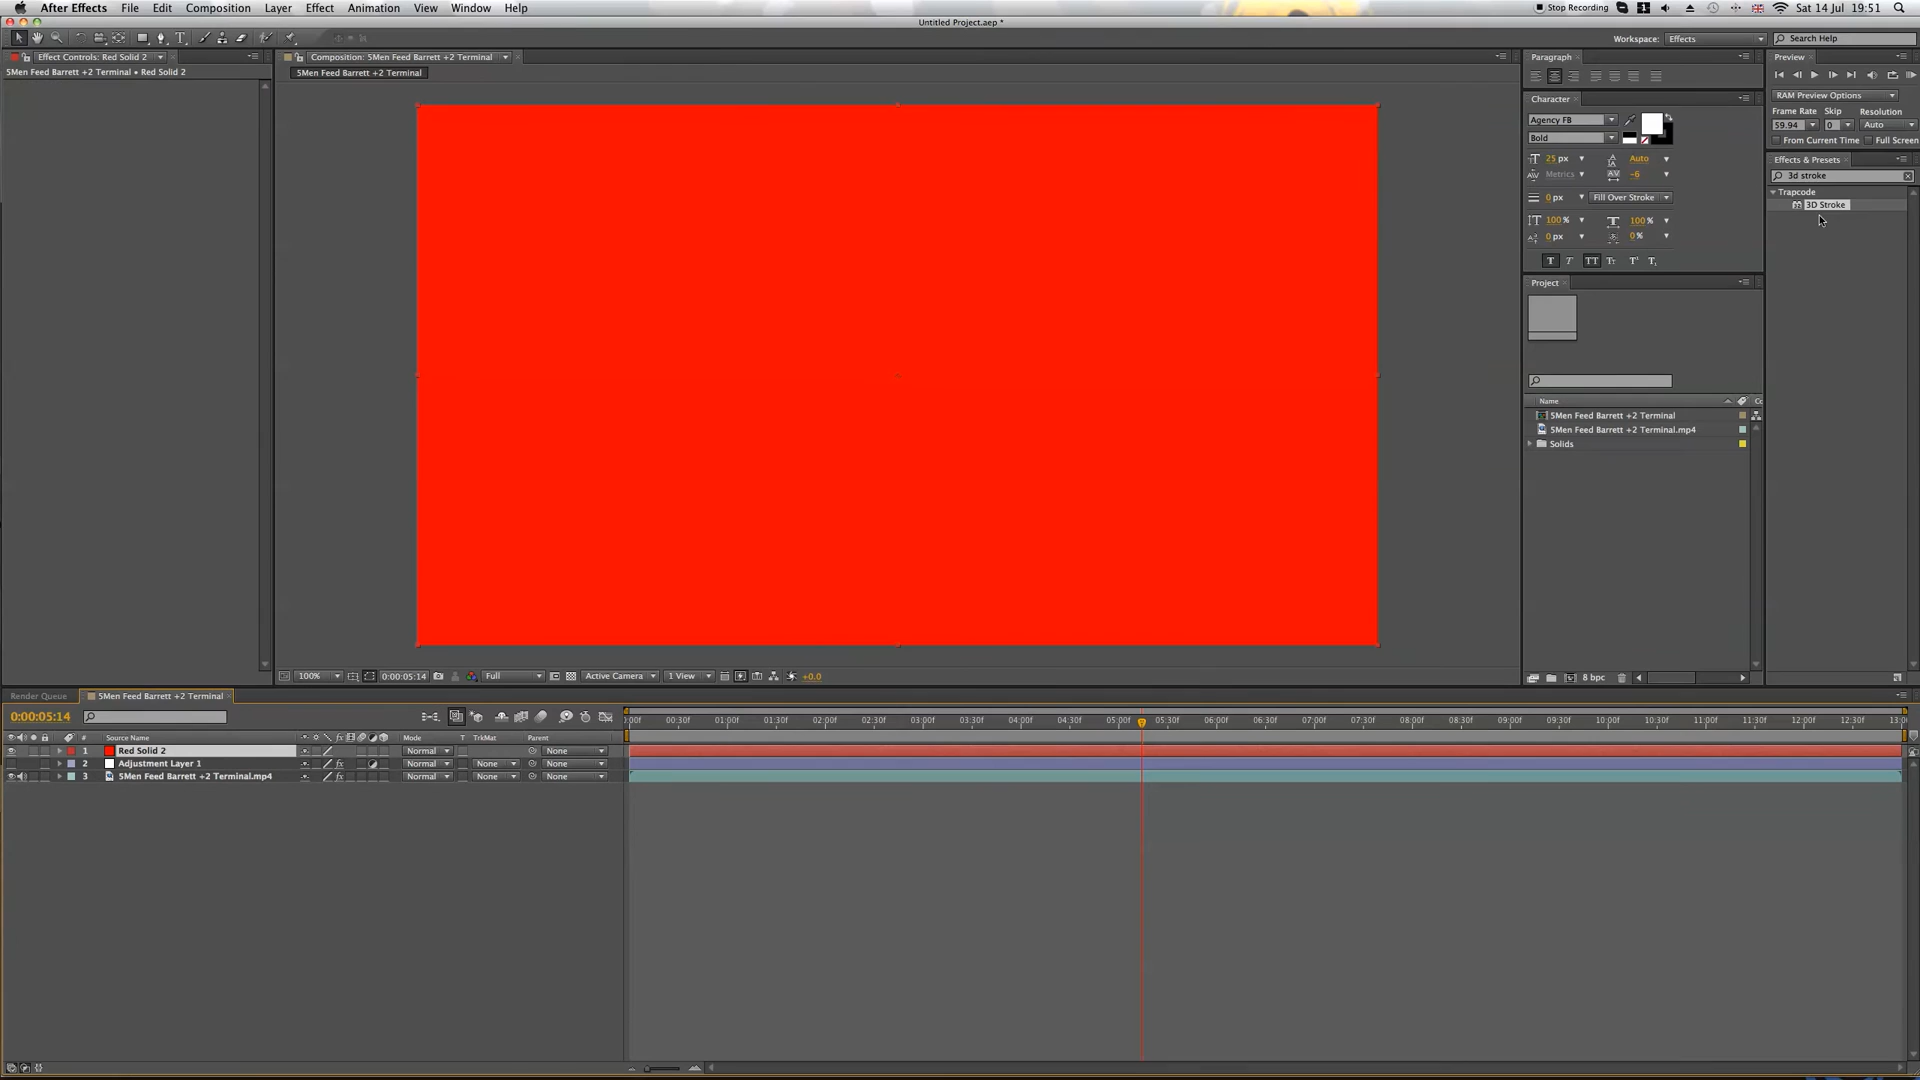 After Effects File Edit Composition Layer Effect Animation View Window Help Stop Recording Sat 14 Jul 19:51
Untitled Project.aep *
Workspace: Effects Search Help
Effect Controls: Red Solid 2
5Men Feed Barrett +2 Terminal • Red Solid 2
Composition: 5Men Feed Barrett +2 Terminal
5Men Feed Barrett +2 Terminal
Paragraph
Character
Agency FB
Bold
25 px Auto
Metrics -6
0 px Fill Over Stroke
100 % 100 %
0 px 0 %
T T TT Tt T¹ T₁
Preview
RAM Preview Options
Frame Rate Skip Resolution
59.94 0 Auto
From Current Time Full Screen
Effects & Presets
3d stroke
Trapcode
3D Stroke
Project
Name
5Men Feed Barrett +2 Terminal
5Men Feed Barrett +2 Terminal.mp4
Solids
8 bpc
100% 0:00:05:14 Full Active Camera 1 View +0.0
Render Queue 5Men Feed Barrett +2 Terminal
0:00:05:14
:00f 00:30f 01:00f 01:30f 02:00f 02:30f 03:00f 03:30f 04:00f 04:30f 05:00f 05:30f 06:00f 06:30f 07:00f 07:30f 08:00f 08:30f 09:00f 09:30f 10:00f 10:30f 11:00f 11:30f 12:00f 12:30f 13:0
# Source Name Mode T TrkMat Parent
1 Red Solid 2 Normal None
2 Adjustment Layer 1 Normal None None
3 5Men Feed Barrett +2 Terminal.mp4 Normal None None